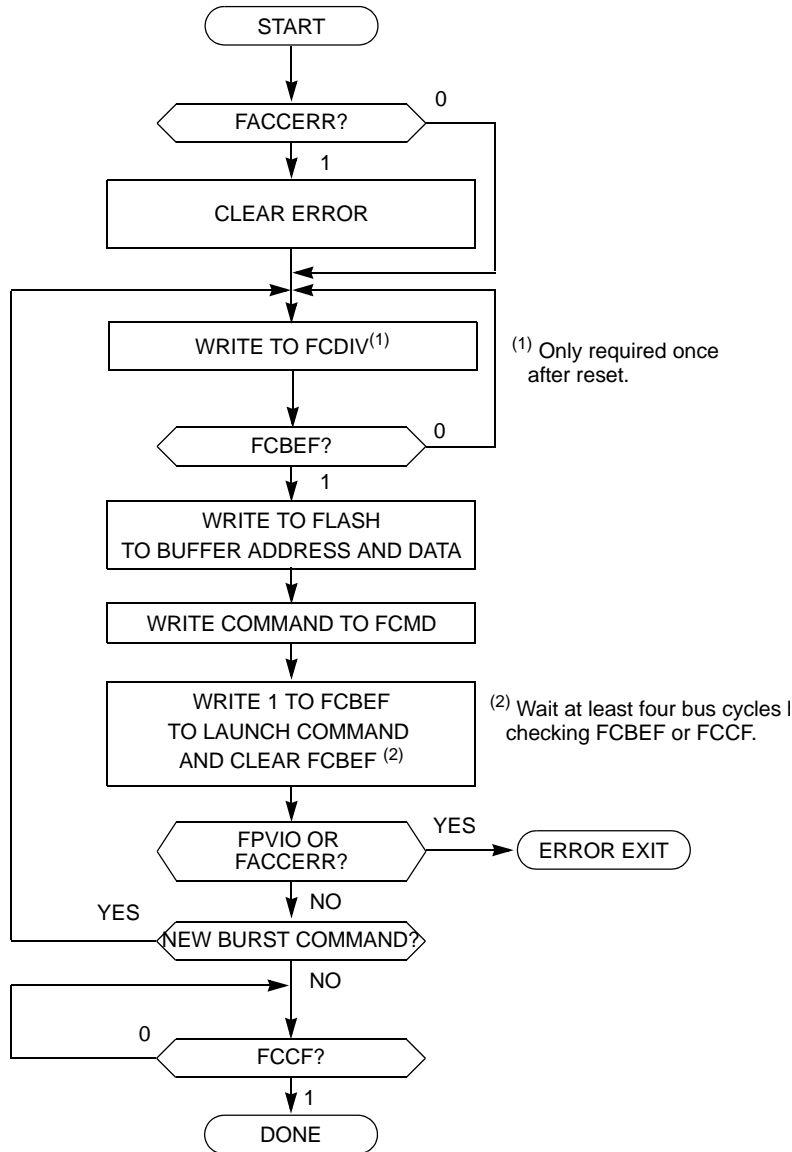 START
0
FACCERR?
1
CLEAR ERROR
WRITE TO FCDIV(1)
(1) Only required once
after reset.
0
FCBEF?
1
WRITE TO FLASH
TO BUFFER ADDRESS AND DATA
WRITE COMMAND TO FCMD
WRITE 1 TO FCBEF
TO LAUNCH COMMAND
AND CLEAR FCBEF (2)
(2) Wait at least four bus cycles
checking FCBEF or FCCF.
FPVIO OR
FACCERR?
YES
ERROR EXIT
NO
YES
NEW BURST COMMAND?
NO
0
FCCF?
1
DONE